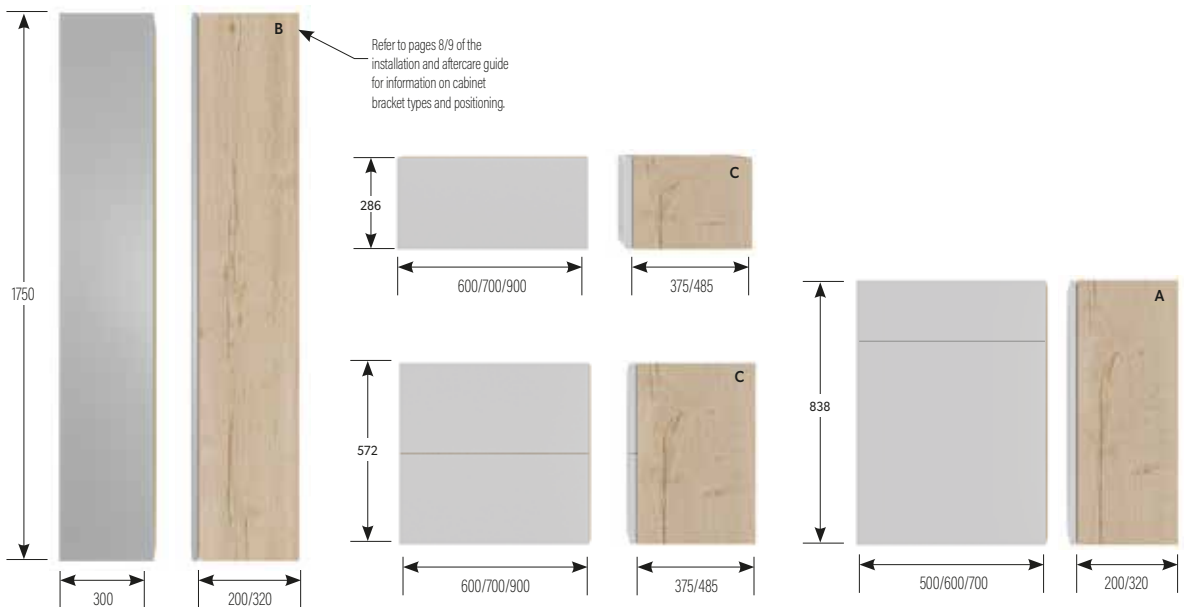 B
Refer to pages 8/9 of the
installation and aftercare guide
for information on cabinet
bracket types and positioning.
1750
300
200/320
286
600/700/900
C
375/485
572
600/700/900
C
375/485
838
500/600/700
A
200/320